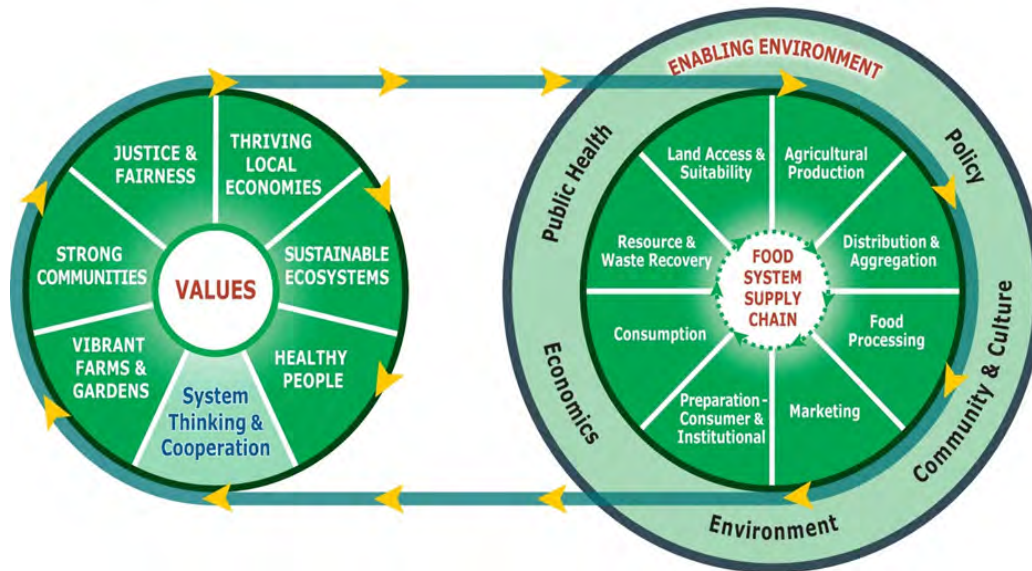 JUSTICE &
FAIRNESS
THRIVING
LOCAL
ECONOMIES
SUSTAINABLE
ECOSYSTEMS
HEALTHY
PEOPLE
System
Thinking &
Cooperation
VIBRANT
FARMS &
GARDENS
STRONG
COMMUNITIES
VALUES
ENABLING ENVIRONMENT
Policy
Community & Culture
Environment
Economics
Public Health
Land Access &
Suitability
Agricultural
Production
Distribution &
Aggregation
Food
Processing
Marketing
Preparation-
Consumer &
Institutional
Consumption
Resource &
Waste Recovery
FOOD
SYSTEM
SUPPLY
CHAIN